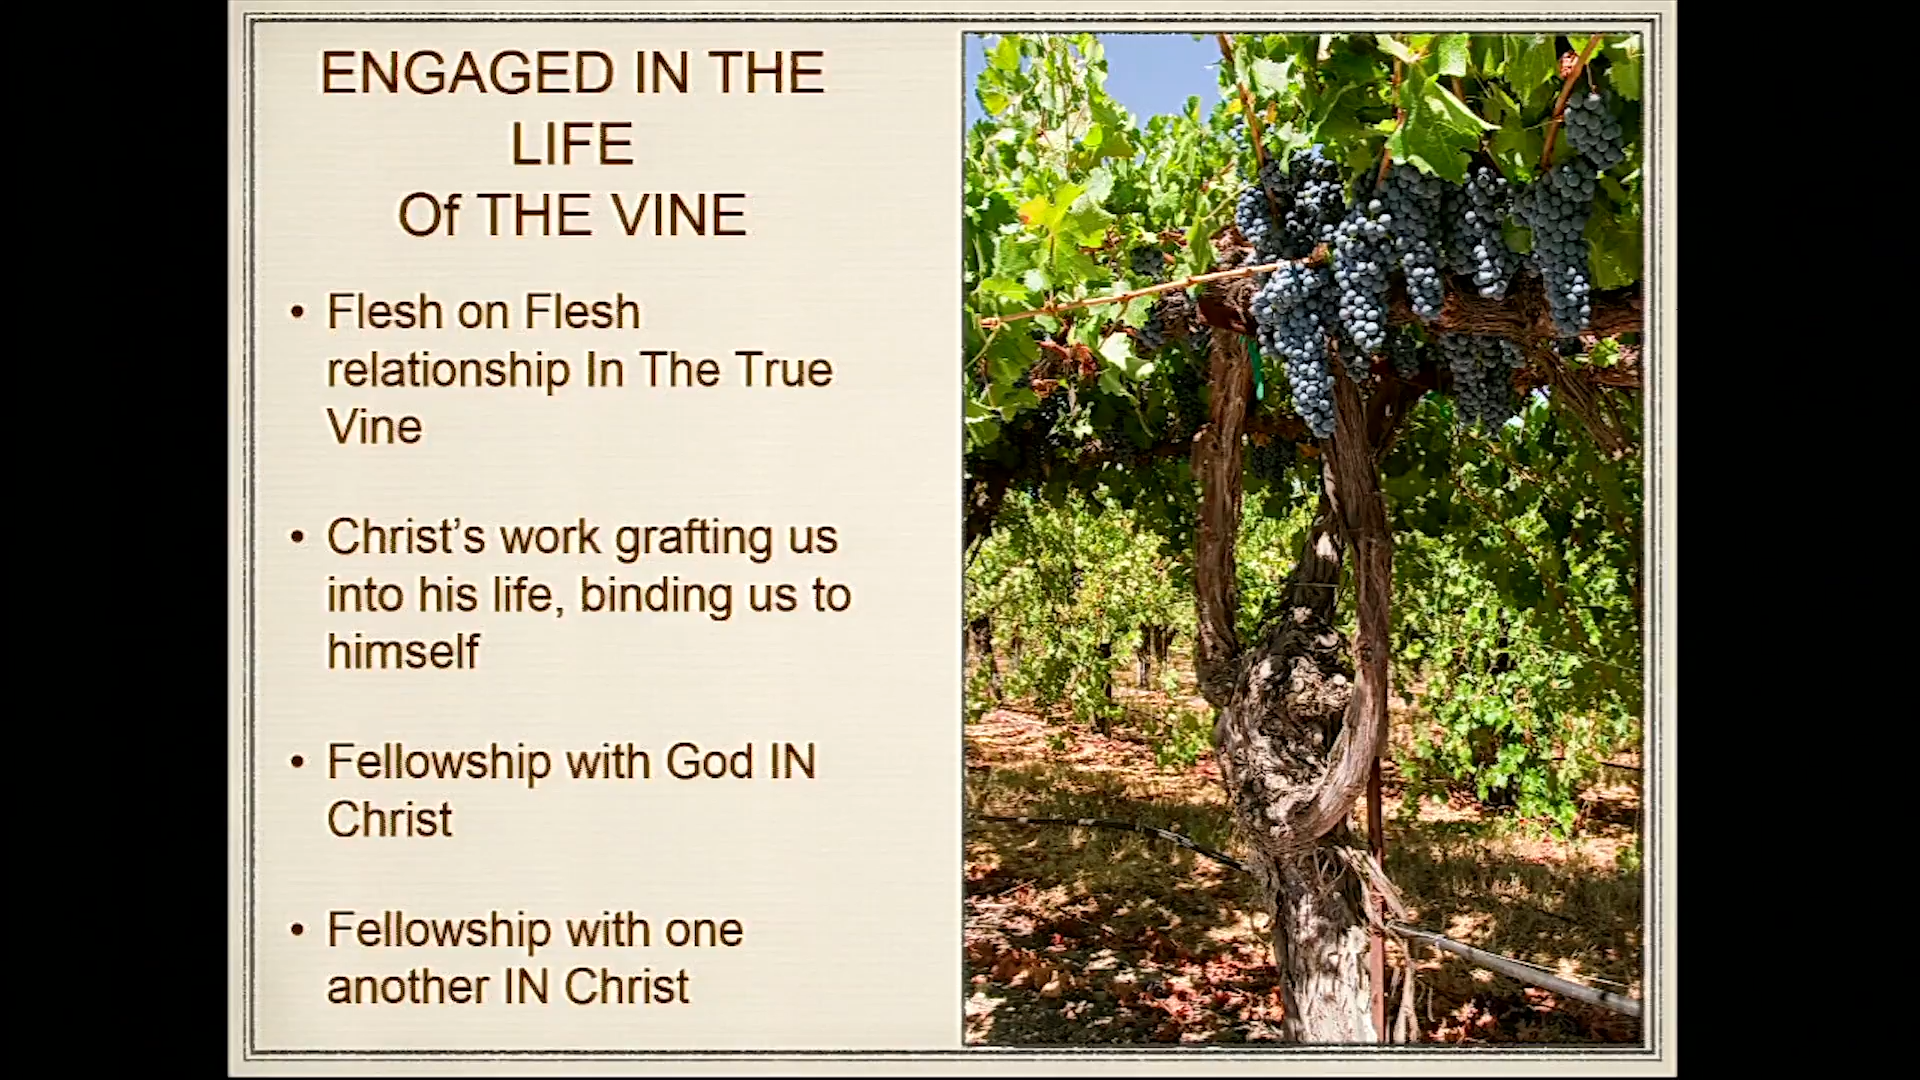 ENGAGED IN THE
LIFE
Of THE VINE
• Flesh on Flesh
relationship In The True
Vine
• Christ’s work grafting us
into his life, binding us to
himself
• Fellowship with God IN
Christ
• Fellowship with one
another IN Christ